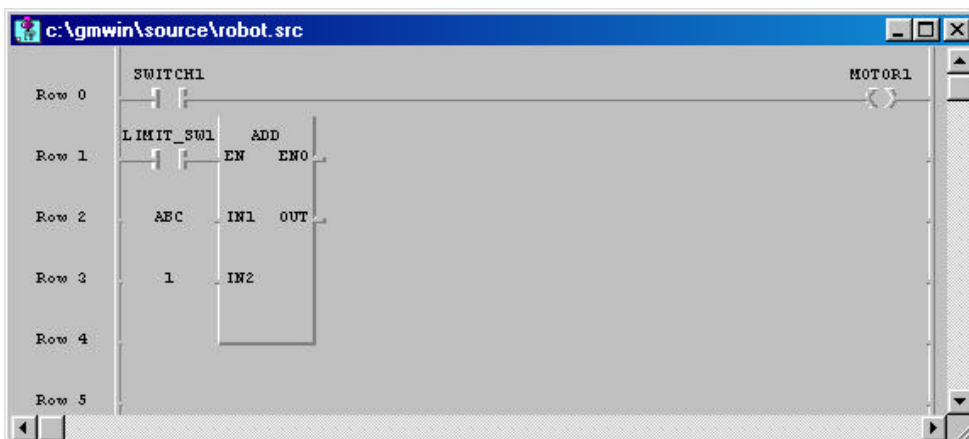 c:\gmwin\source\robot.src
SWITCH1 MOTOR1
Row 0
LIMIT_SW1 ADD
Row 1 EN ENO
Row 2 ABC IN1 OUT
Row 3 1 IN2
Row 4
Row 5